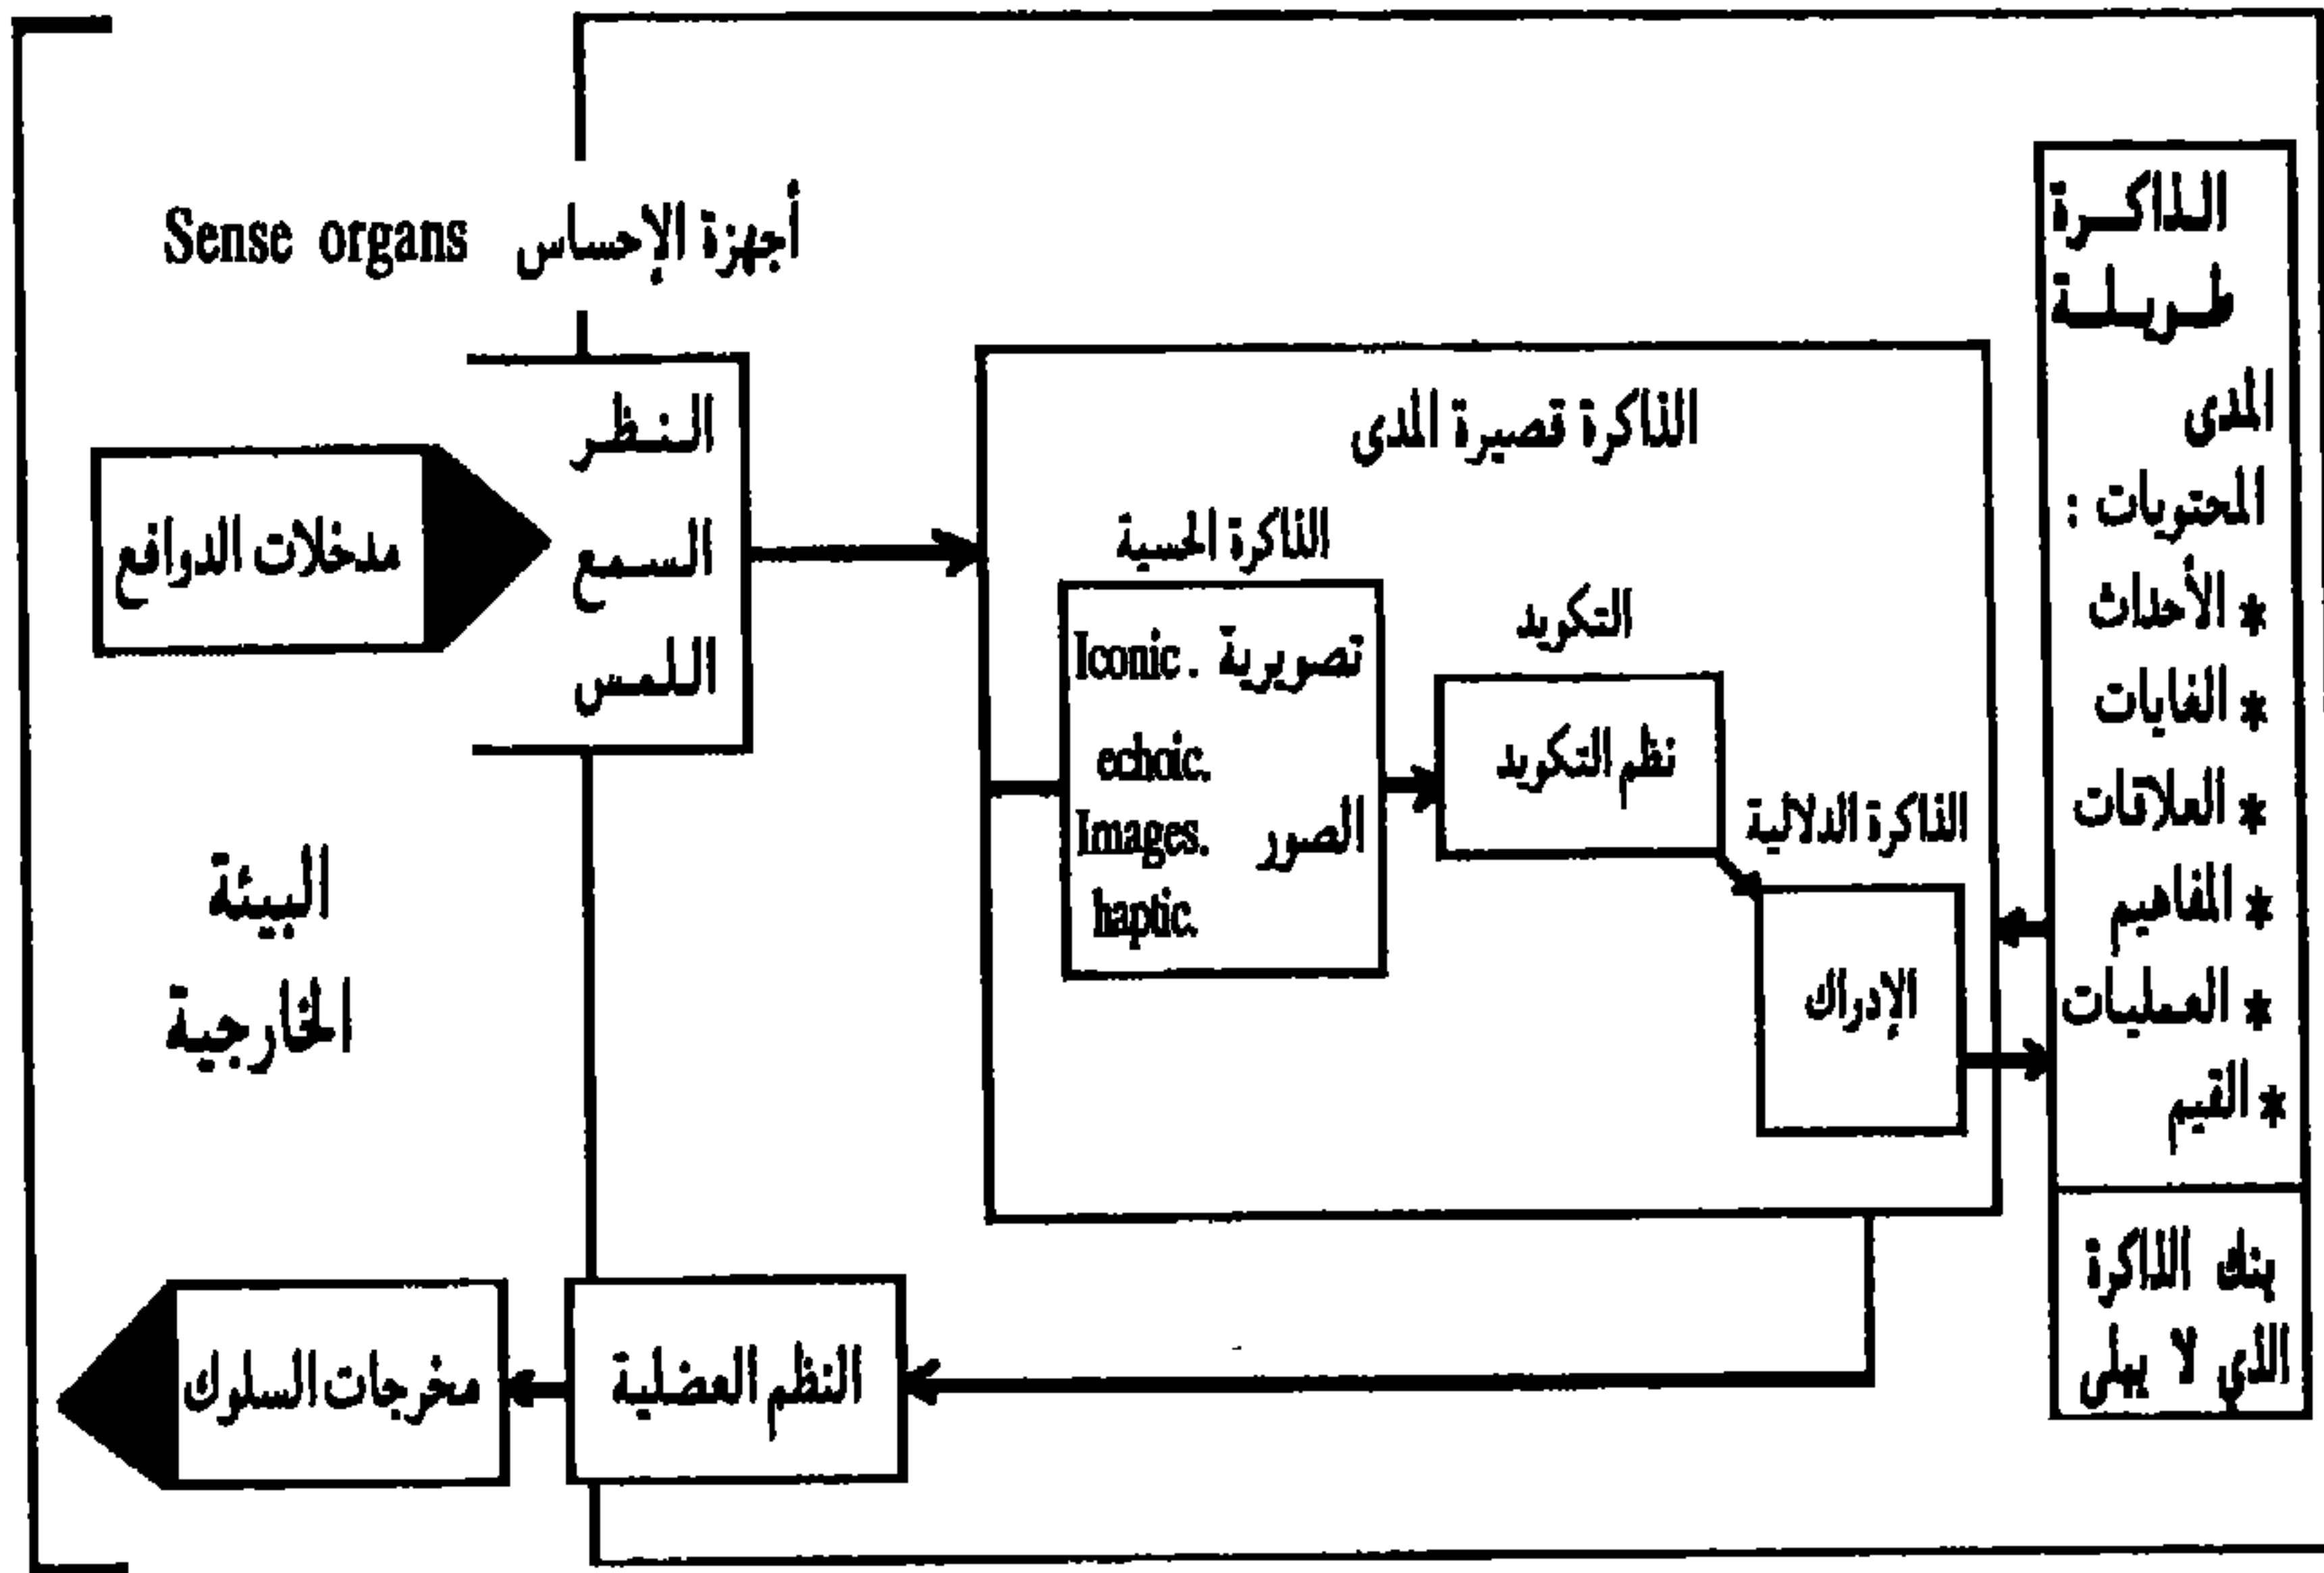 أجهزة الإحساس Sense organs
النظر
السمع
اللمس
مدخلات الدوافع
البيئة
الخارجية
الذاكرة قصيرة المدى
الذاكرة الحسية
تصويرية Iconic.
echoic.
الصور Images.
haptic.
التكويد
نظم التكويد
الذاكرة الدلالية
الإدراك
الذاكرة
طويلة
المدى
المحتويات :
* الأحداث
* الغايات
* العلاقات
* المفاهيم
* العمليات
* القيم
بنك الذاكرة
الذي لا يبلى
النظم العضلية
مخرجات السلوك